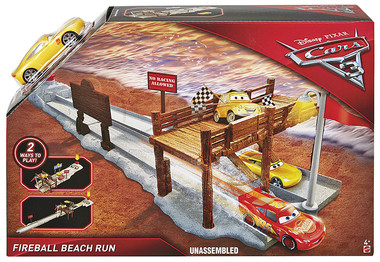 Disney · PIXAR
Cars 3
NO RACING
ALLOWED
2
WAYS TO
PLAY!
FIREBALL BEACH RUN
UNASSEMBLED